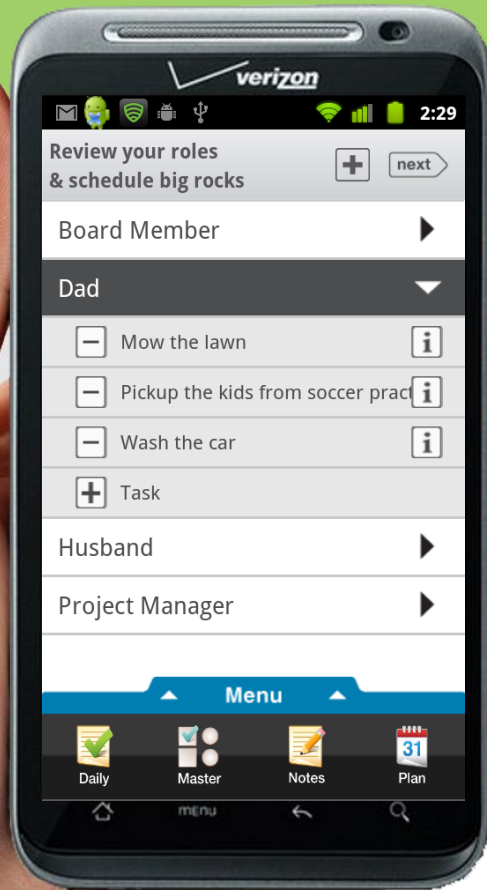 verizon
2:29
Review your roles
& schedule big rocks
next
Board Member
Dad
Mow the lawn
Pickup the kids from soccer pract
Wash the car
Task
Husband
Project Manager
Menu
Daily
Master
Notes
31
Plan
menu